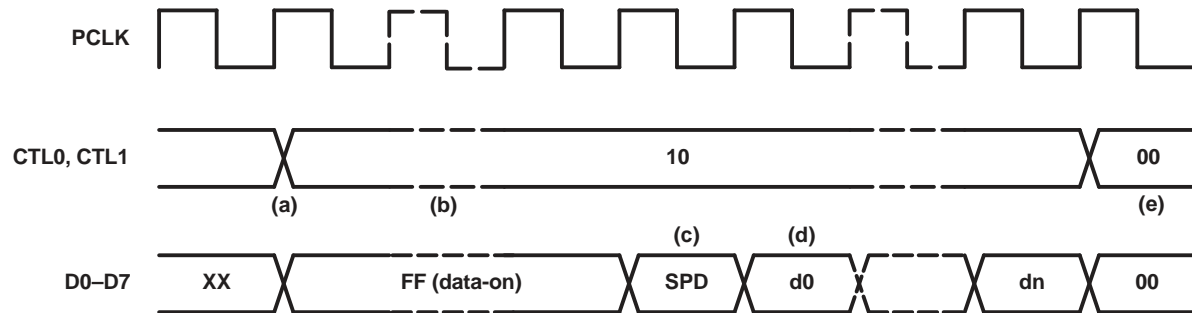 PCLK
CTL0, CTL1
10
00
(a)
(b)
(e)
(c)
(d)
D0–D7
XX
FF (data-on)
SPD
d0
dn
00